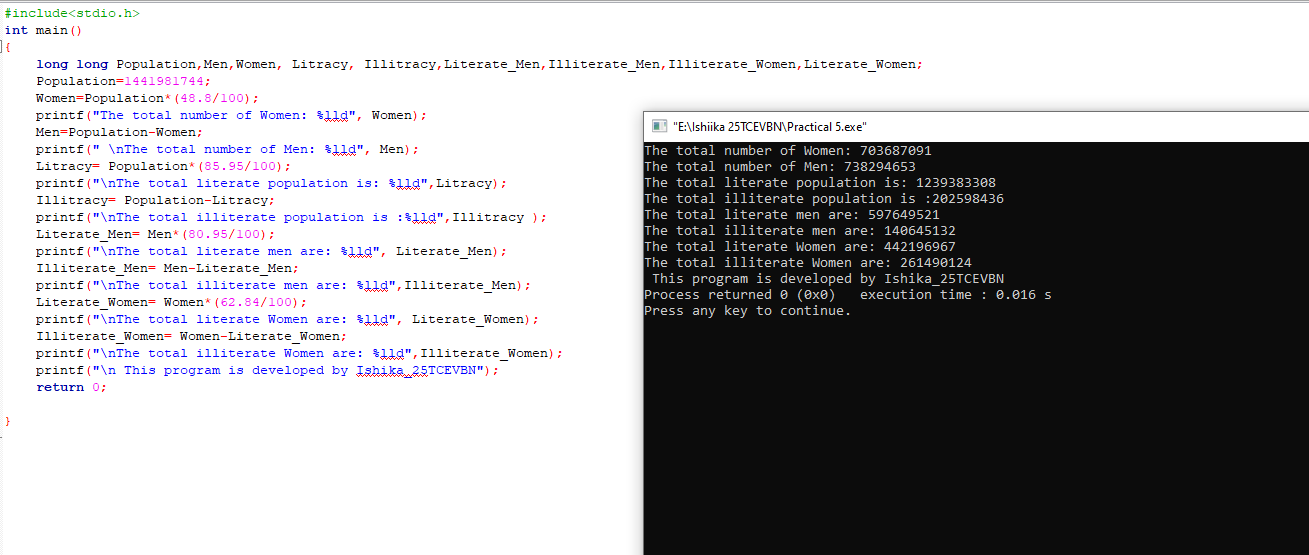 #include<stdio.h>
int main()
{
long long Population,Men,Women, Litracy, Illitracy,Literate_Men,Illiterate_Men,Illiterate_Women,Literate_Women;
Population=1441981744;
Women=Population*(48.8/100);
printf("The total number of Women: %lld", Women);
Men=Population-Women;
printf(" \nThe total number of Men: %lld", Men);
Litracy= Population*(85.95/100);
printf("\nThe total literate population is: %lld",Litracy);
Illitracy= Population-Litracy;
printf("\nThe total illiterate population is :%lld",Illitracy );
Literate_Men= Men*(80.95/100);
printf("\nThe total literate men are: %lld", Literate_Men);
Illiterate_Men= Men-Literate_Men;
printf("\nThe total illiterate men are: %lld",Illiterate_Men);
Literate_Women= Women*(62.84/100);
printf("\nThe total literate Women are: %lld", Literate_Women);
Illiterate_Women= Women-Literate_Women;
printf("\nThe total illiterate Women are: %lld",Illiterate_Women);
printf("\n This program is developed by Ishika_25TCEVBN");
return 0;
}
"E:\Ishiika 25TCEVBN\Practical 5.exe"
The total number of Women: 703687091
The total number of Men: 738294653
The total literate population is: 1239383308
The total illiterate population is :202598436
The total literate men are: 597649521
The total illiterate men are: 140645132
The total literate Women are: 442196967
The total illiterate Women are: 261490124
This program is developed by Ishika_25TCEVBN
Process returned 0 (0x0)   execution time : 0.016 s
Press any key to continue.